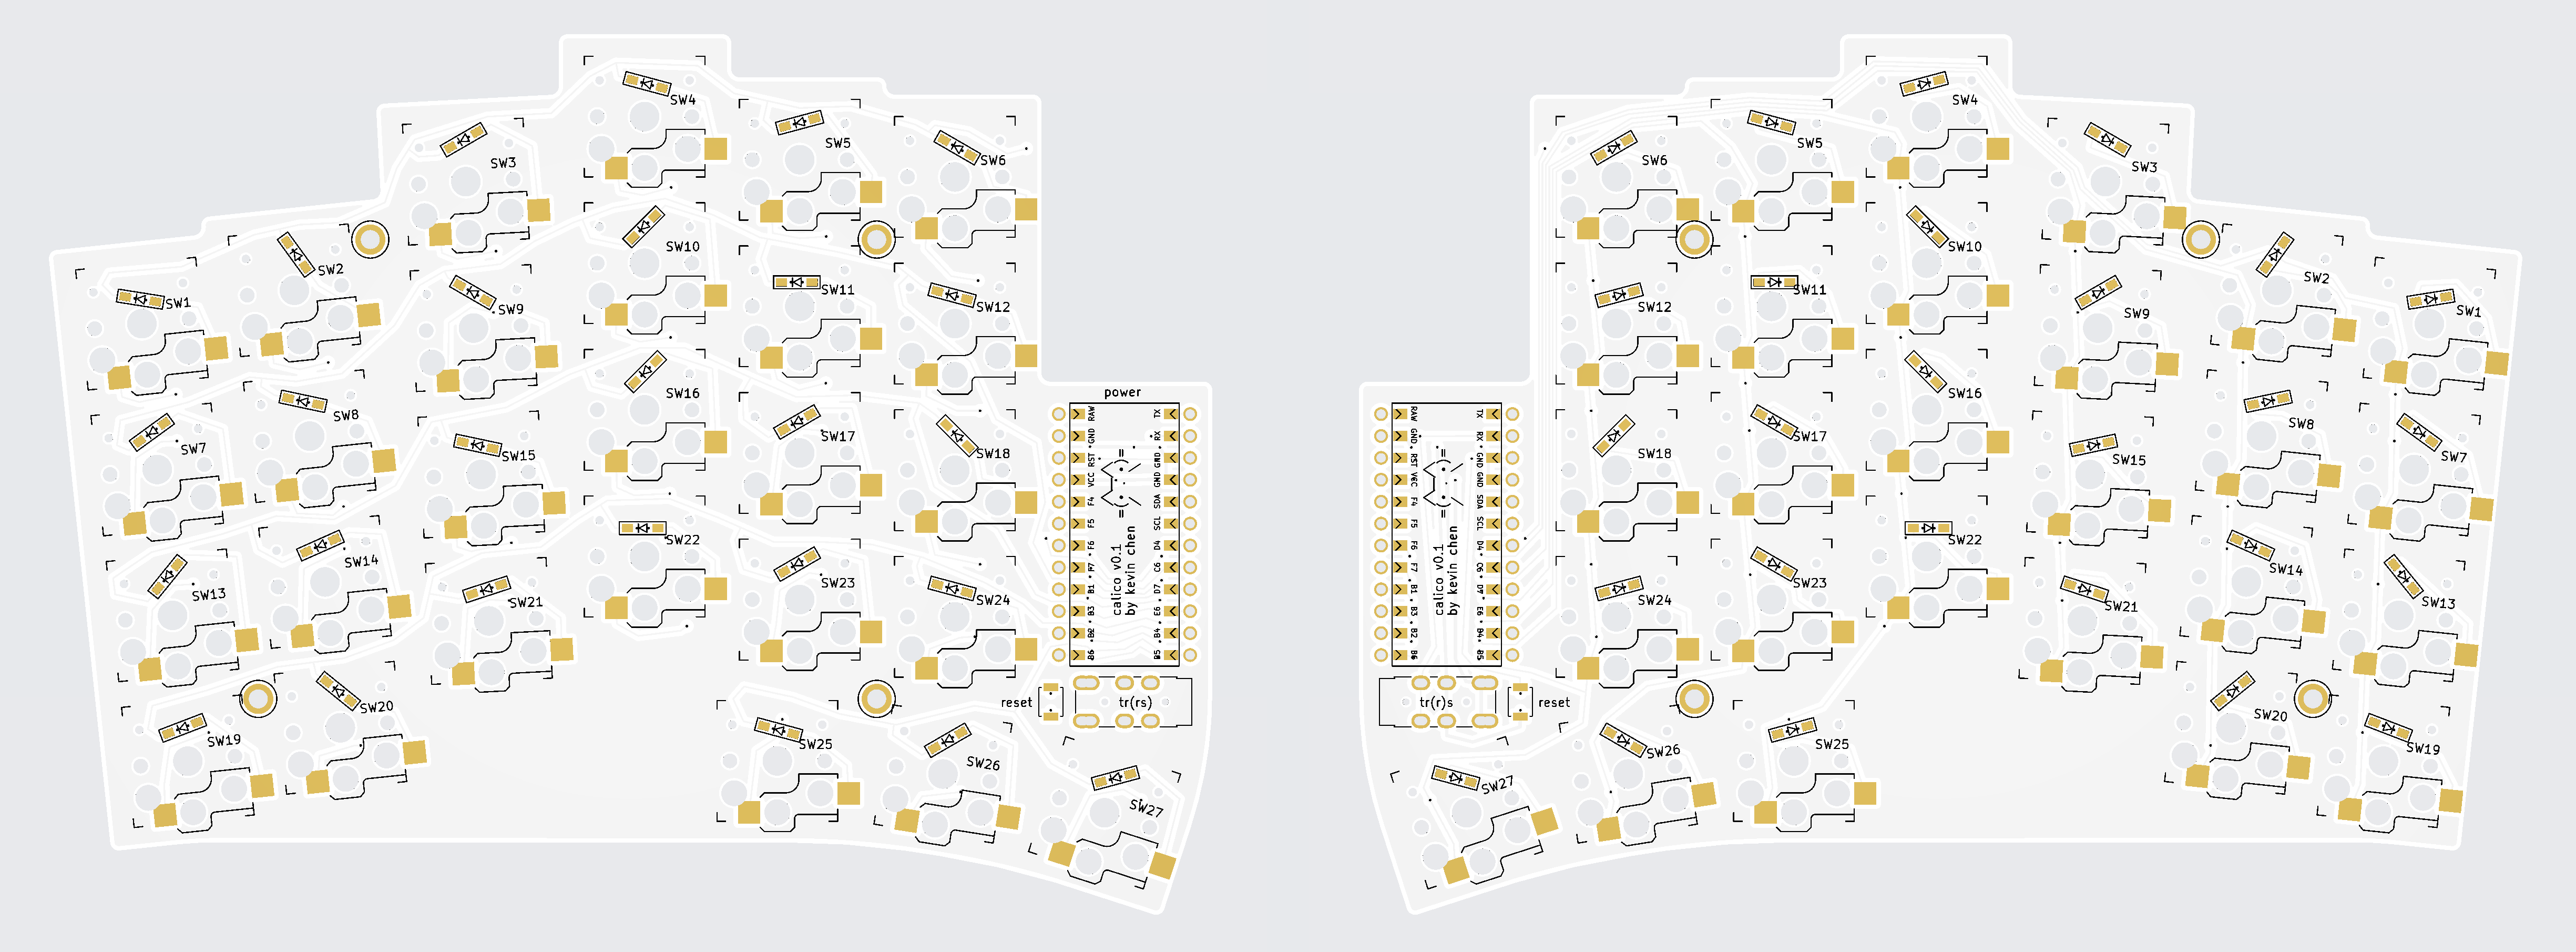 SW4
SW5
SW3
SW6
SW2
SW10
SW1
SW9
SW11
SW12
SW16
SW8
SW7
SW17
SW15
SW18
SW22
SW14
SW13
SW21
SW23
SW24
SW20
SW19
SW25
SW26
SW27
power
RAW
GND
RST
VCC
F4
F5
F6
F7
B1
B3
B2
B6
TX
RX
GND
GND
SDA
SCL
D4
C6
D7
E6
B4
B5
=(^.^)=
calico v0.1
by kevin chen
reset
tr(rs)
SW4
SW5
SW6
SW3
SW10
SW2
SW11
SW1
SW12
SW9
SW16
SW17
SW8
SW18
SW15
SW7
SW22
SW23
SW14
SW24
SW21
SW13
SW20
SW19
SW25
SW26
SW27
RAW
GND
RST
VCC
F4
F5
F6
F7
B1
B3
B2
B6
TX
RX
GND
GND
SDA
SCL
D4
C6
D7
E6
B4
B5
calico v0.1
by kevin chen
tr(r)s
reset